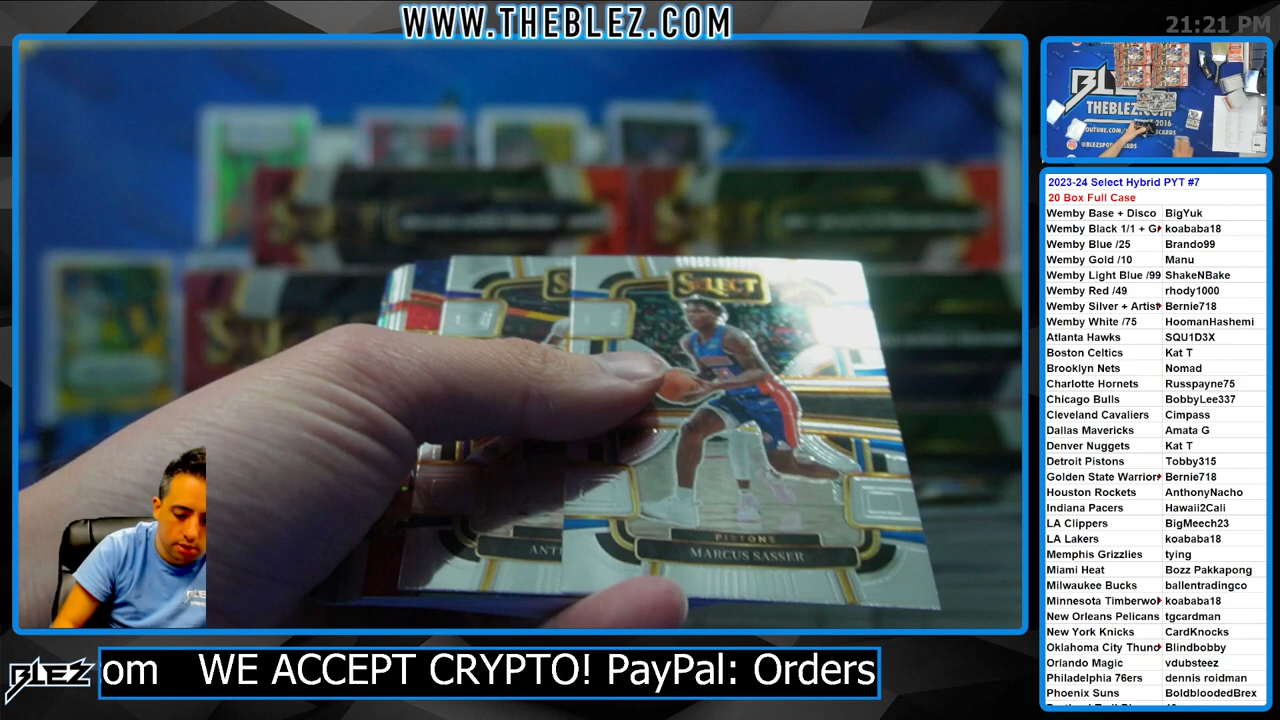 WWW.THEBLEZ.COM
21:21 PM
SELECT
PISTONS
MARCUS SASSER
ANT
BLEZ
THEBLEZ.COM
2016
@BLEZSPORTSCARDS
2023-24 Select Hybrid PYT #7
20 Box Full Case
Wemby Base + Disco BigYuk
Wemby Black 1/1 + G koababa18
Wemby Blue /25 Brando99
Wemby Gold /10 Manu
Wemby Light Blue /99 ShakeNBake
Wemby Red /49 rhody1000
Wemby Silver + Artist Bernie718
Wemby White /75 HoomanHashemi
Atlanta Hawks SQU1D3X
Boston Celtics Kat T
Brooklyn Nets Nomad
Charlotte Hornets Russpayne75
Chicago Bulls BobbyLee337
Cleveland Cavaliers Cimpass
Dallas Mavericks Amata G
Denver Nuggets Kat T
Detroit Pistons Tobby315
Golden State Warrior Bernie718
Houston Rockets AnthonyNacho
Indiana Pacers Hawaii2Cali
LA Clippers BigMeech23
LA Lakers koababa18
Memphis Grizzlies tying
Miami Heat Bozz Pakkapong
Milwaukee Bucks ballentradingco
Minnesota Timberwo koababa18
New Orleans Pelicans tgcardman
New York Knicks CardKnocks
Oklahoma City Thund Blindbobby
Orlando Magic vdubsteez
Philadelphia 76ers dennis roidman
Phoenix Suns BoldbloodedBrex
BLEZ
om WE ACCEPT CRYPTO! PayPal: Orders